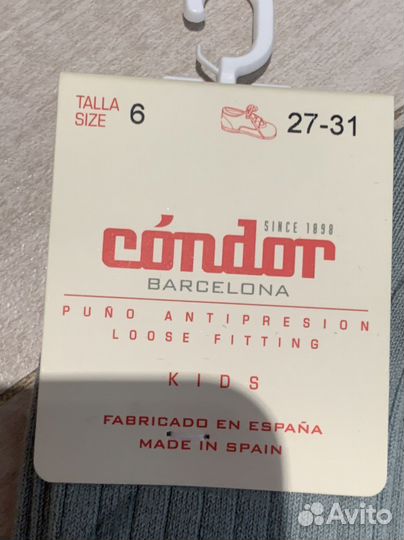 TALLA
SIZE 6
27-31
SINCE 1898
cóndor
BARCELONA
PUÑO ANTIPRESION
LOOSE FITTING
KIDS
FABRICADO EN ESPAÑA
MADE IN SPAIN
Avito